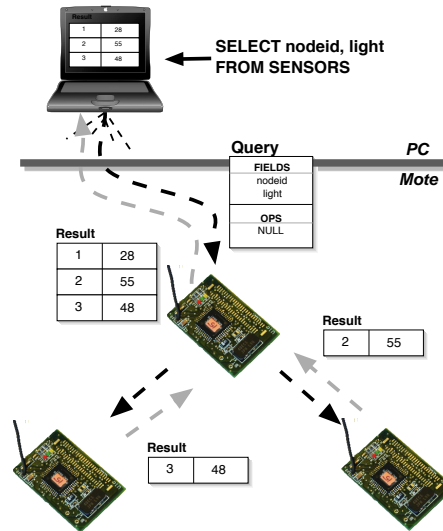 Result
1 28
2 55
3 48
SELECT nodeid, light
FROM SENSORS
Query
FIELDS
nodeid
light
OPS
NULL
PC
Mote
Result
1 28
2 55
3 48
Result
2 55
Result
3 48